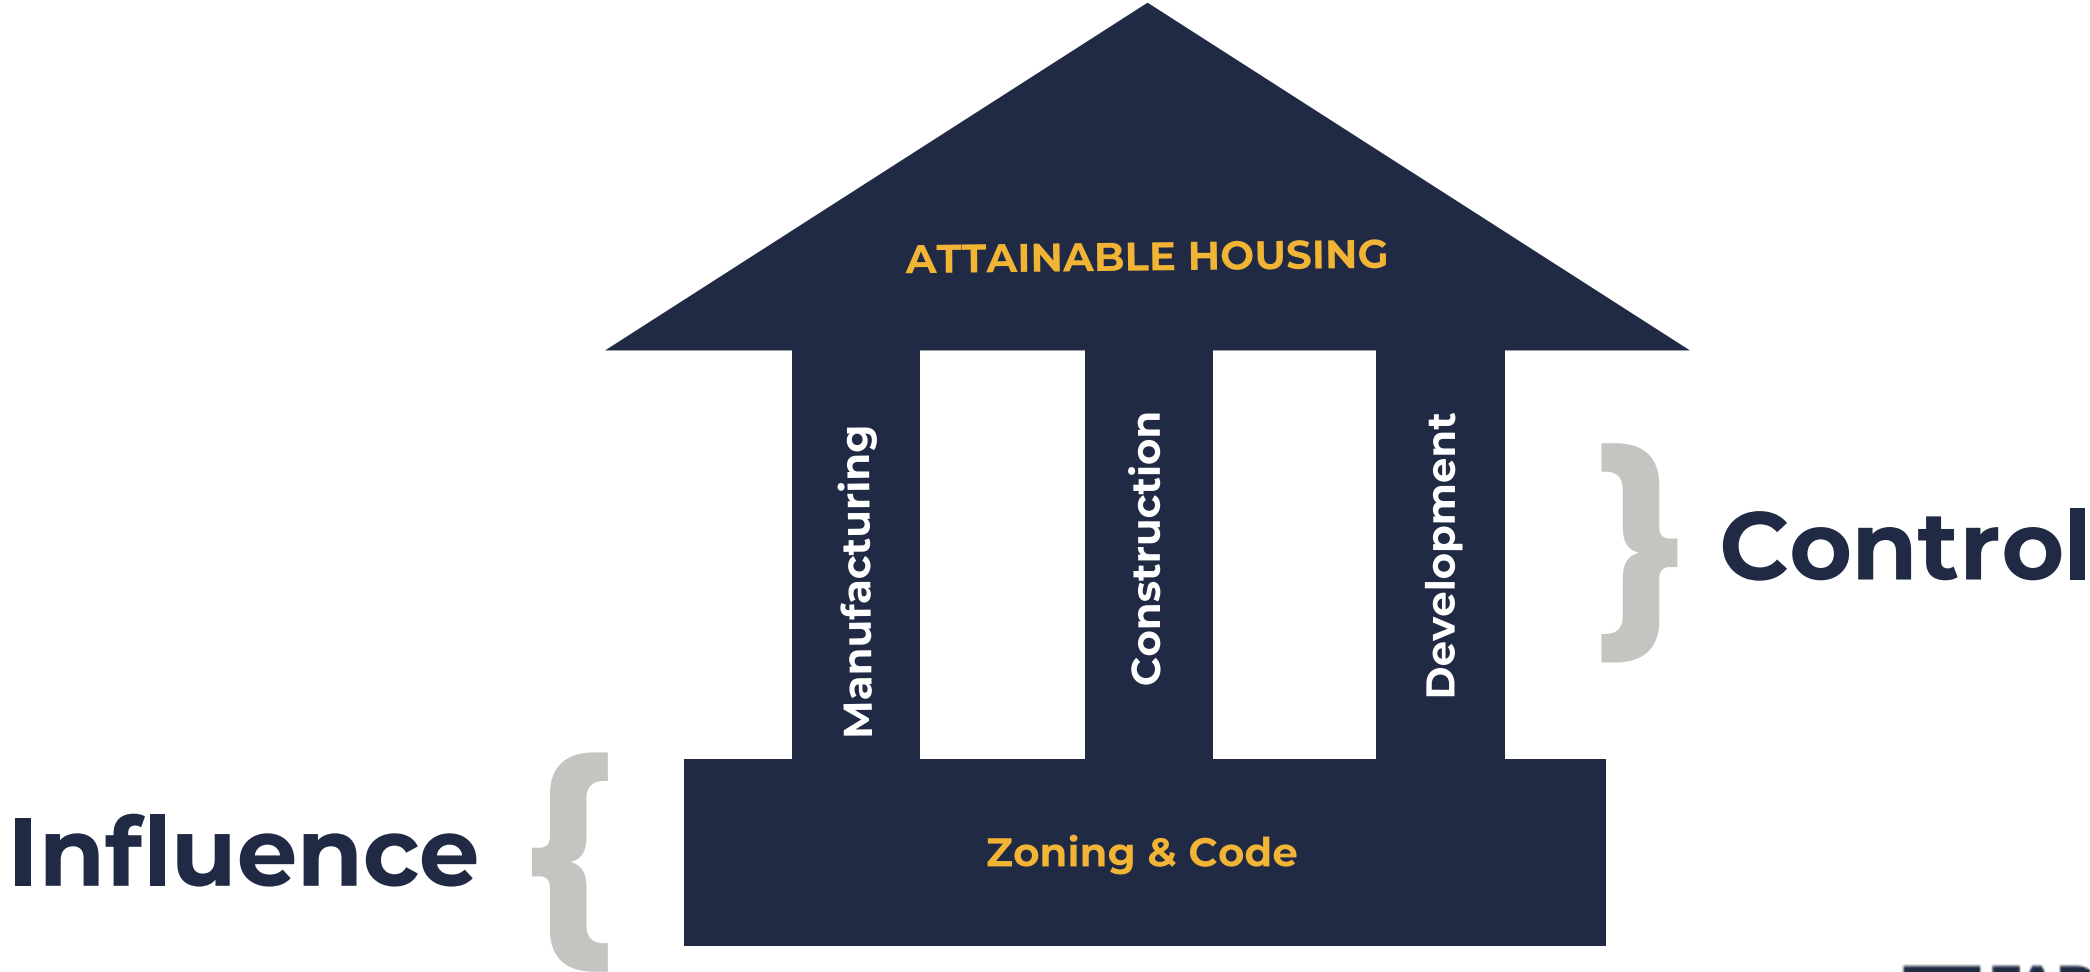 ATTAINABLE HOUSING
Manufacturing
Construction
Development
Control
Influence
Zoning & Code